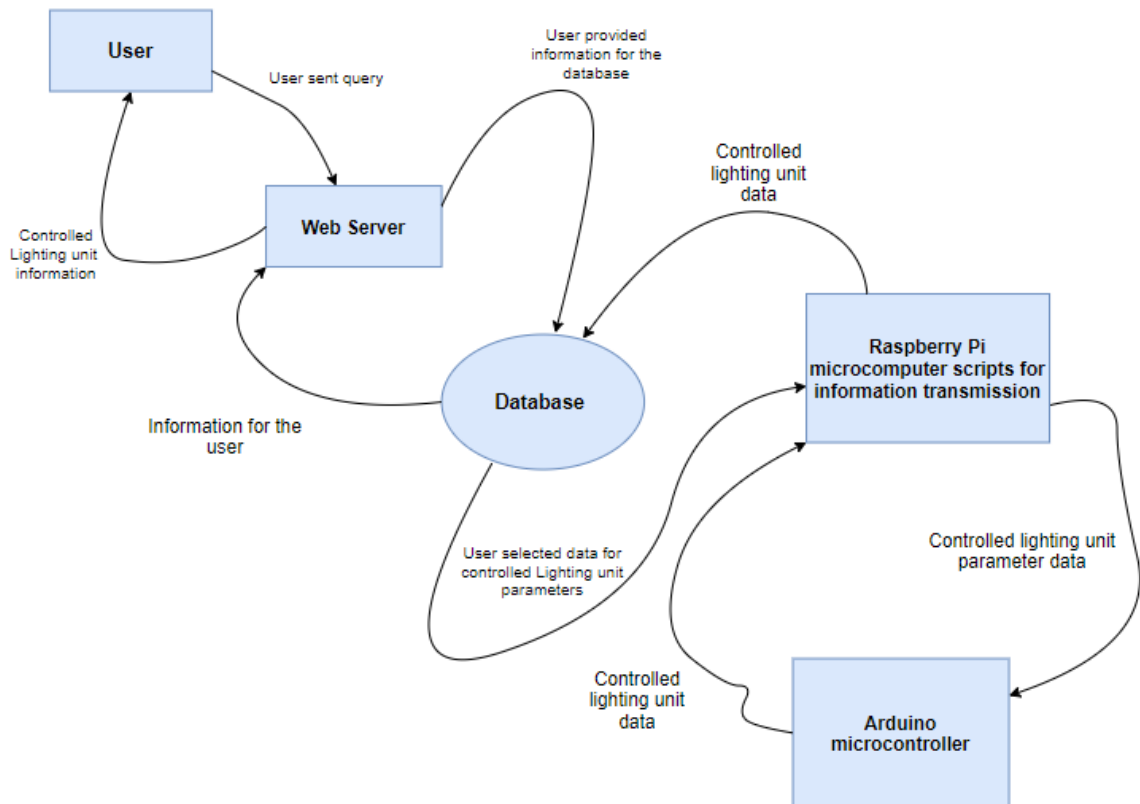 User
User sent query
User provided
information for the
database
Controlled
lighting unit
data
Web Server
Controlled
Lighting unit
information
Raspberry Pi
microcomputer scripts for
information transmission
Database
Information for the
user
User selected data for
controlled Lighting unit
parameters
Controlled lighting unit
parameter data
Controlled
lighting unit
data
Arduino
microcontroller